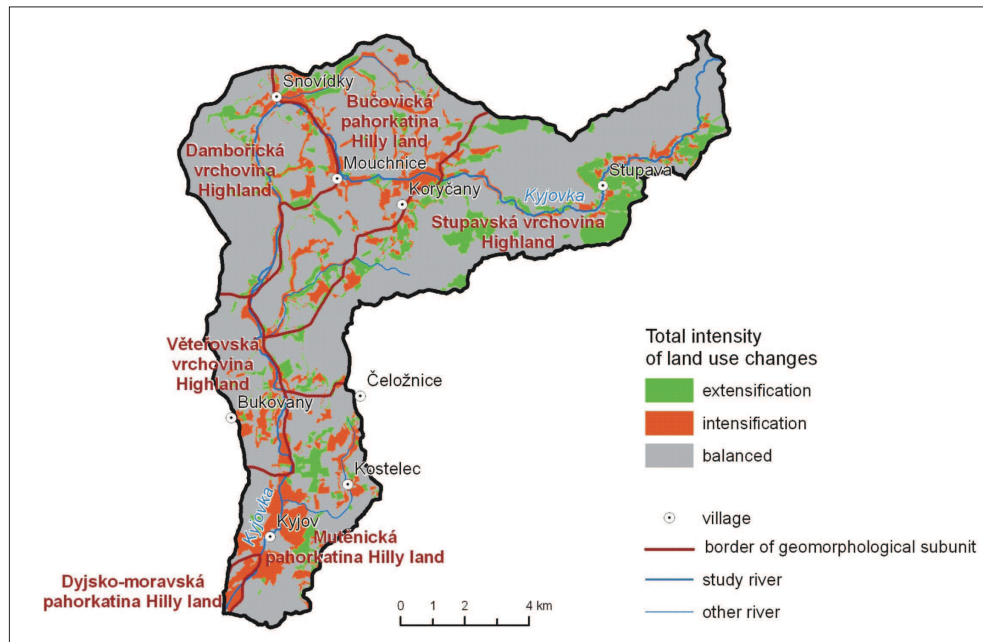 Snovídky
Bučovická
pahorkatina
Hilly land
Dambořická
vrchovina
Highland
Mouchnice
Koryčany
Stupava
Kyjovka
Stupavská vrchovina
Highland
Věteřovská
vrchovina
Highland
Čeložnice
Bukovany
Kostelec
Kyjovka
Kyjov
Mutěnická
pahorkatina Hilly land
Dyjsko-moravská
pahorkatina Hilly land
0 1 2 4 km
Total intensity
of land use changes
extensification
intensification
balanced
village
border of geomorphological subunit
study river
other river